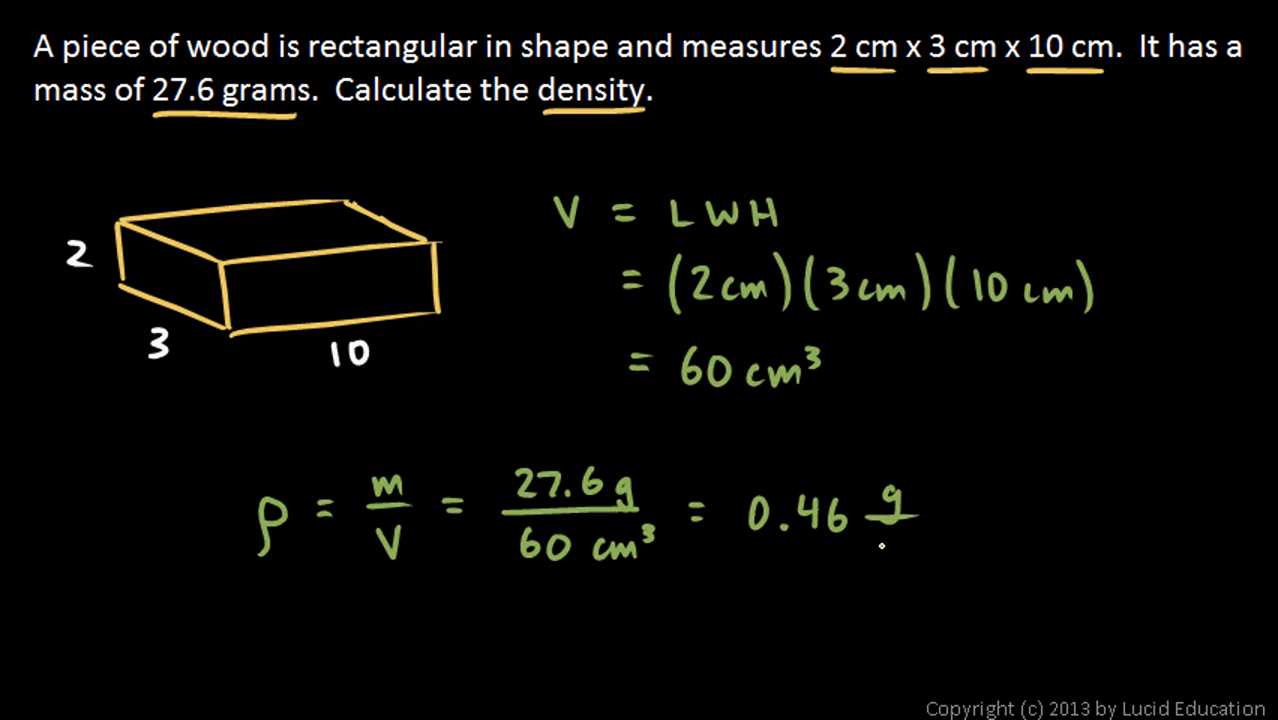 A piece of wood is rectangular in shape and measures 2 cm x 3 cm x 10 cm. It has a
mass of 27.6 grams. Calculate the density.
V = LWH
2
= (2cm)(3cm)(10 cm)
3
10
= 60 cm³
ρ = m/V = 27.6 g/60 cm³ = 0.46 g/
Copyright (c) 2013 by Lucid Education